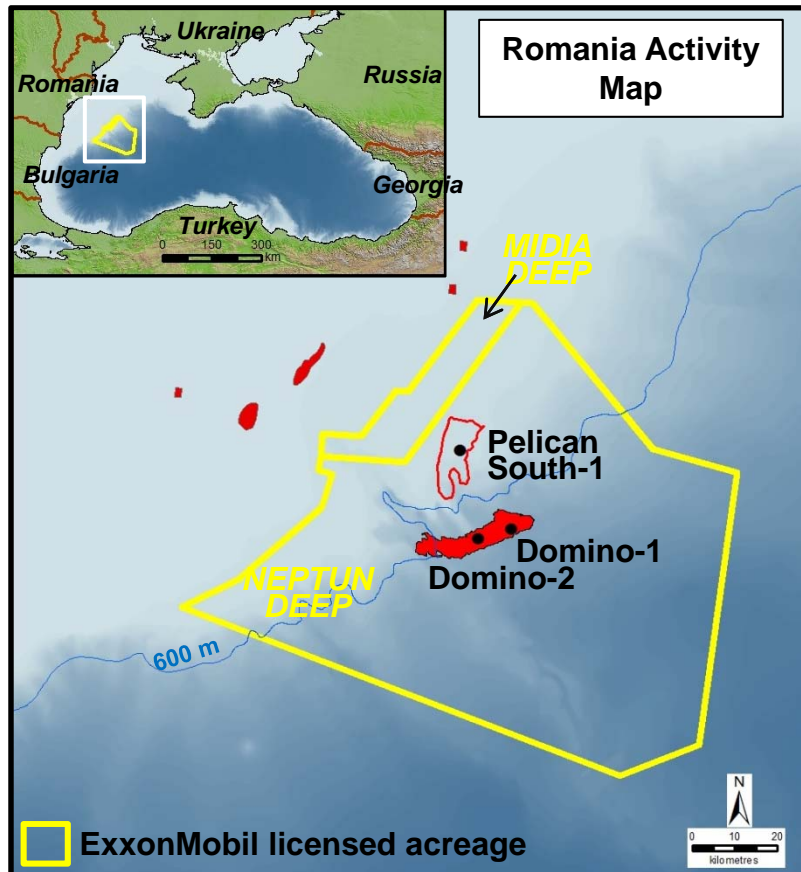 Ukraine
Romania
Russia
Bulgaria
Georgia
Turkey
0 150 300
km
Romania Activity
Map
MIDIA
DEEP
Pelican
South-1
Domino-1
Domino-2
NEPTUN
DEEP
600 m
N
0 10 20
kilometres
ExxonMobil licensed acreage